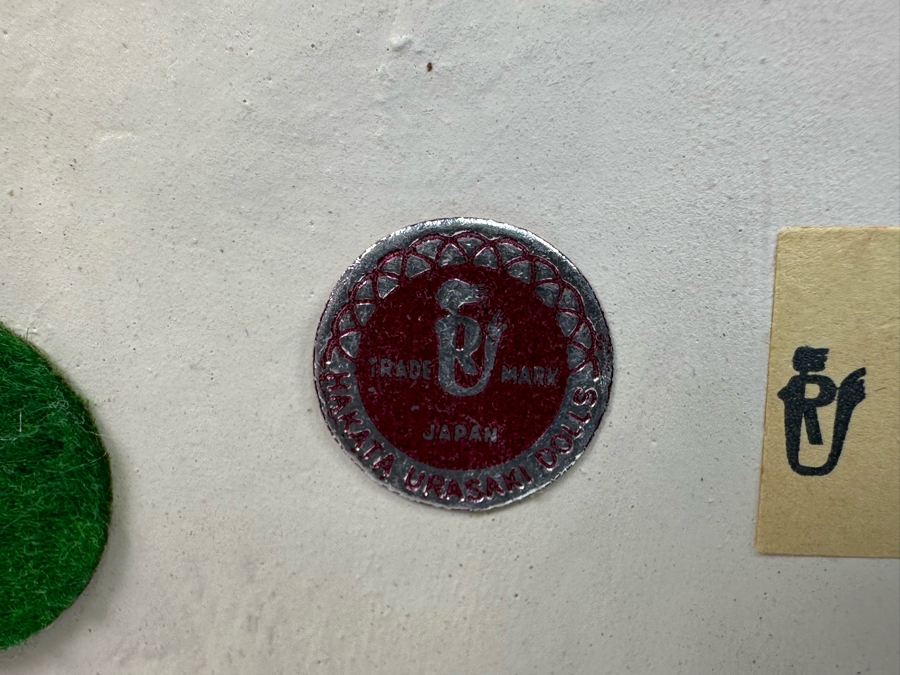 TRADE MARK
JAPAN
HAKATA URASAKI DOLLS
R